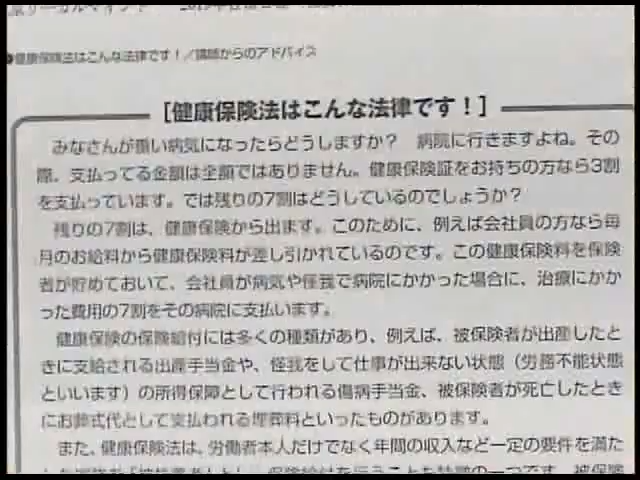 ●健康保険法はこんな法律です!/講師からのアドバイス
[健康保険法はこんな法律です!]
みなさんが重い病気になったらどうしますか? 病院に行きますよね。その
際、支払ってる金額は全額ではありません。健康保険証をお持ちの方なら3割
を支払っています。では残りの7割はどうしているのでしょうか?
残りの7割は、健康保険から出ます。このために、例えば会社員の方なら毎
月のお給料から健康保険料が差し引かれているのです。この健康保険料を保険
者が貯めておいて、会社員が病気や怪我で病院にかかった場合に、治療にかか
った費用の7割をその病院に支払います。
健康保険の保険給付には多くの種類があり、例えば、被保険者が出産したと
きに支給される出産手当金や、怪我をして仕事が出来ない状態(労務不能状態
といいます)の所得保障として行われる傷病手当金、被保険者が死亡したとき
にお葬式代として支払われる埋葬料といったものがあります。
また、健康保険法は、労働者本人だけでなく年間の収入など一定の要件を満た